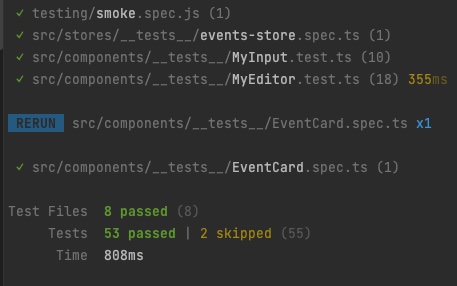 ✓ testing/smoke.spec.js (1)
✓ src/stores/__tests__/events-store.spec.ts (1)
✓ src/components/__tests__/MyInput.test.ts (10)
✓ src/components/__tests__/MyEditor.test.ts (18) 355ms
RERUN src/components/__tests__/EventCard.spec.ts x1
✓ src/components/__tests__/EventCard.spec.ts (1)
Test Files 8 passed (8)
Tests 53 passed | 2 skipped (55)
Time 808ms